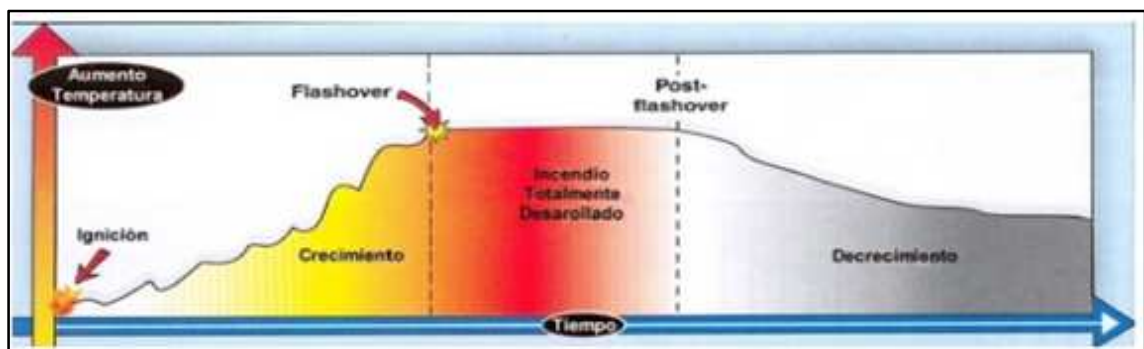 Aumento
Temperatura
Flashover
Post-
flashover
Ignición
Crecimiento
Incendio
Totalmente
Desarollado
Decrecimiento
Tiempo